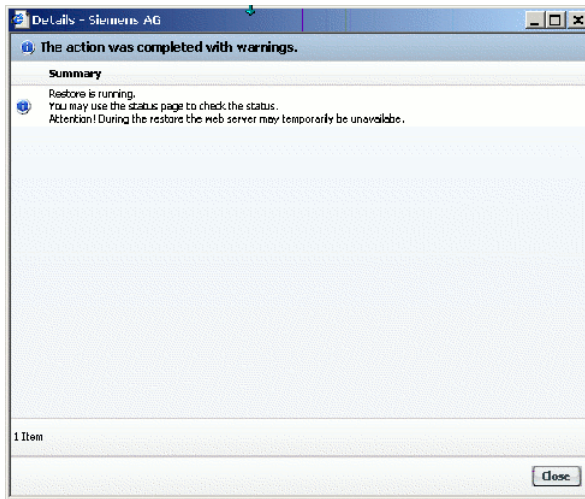 Details - Siemens AG
The action was completed with warnings.
Summary
Restore is running.
You may use the status page to check the status.
Attention! During the restore the web server may temporarily be unavailabe.
1 Item
Close